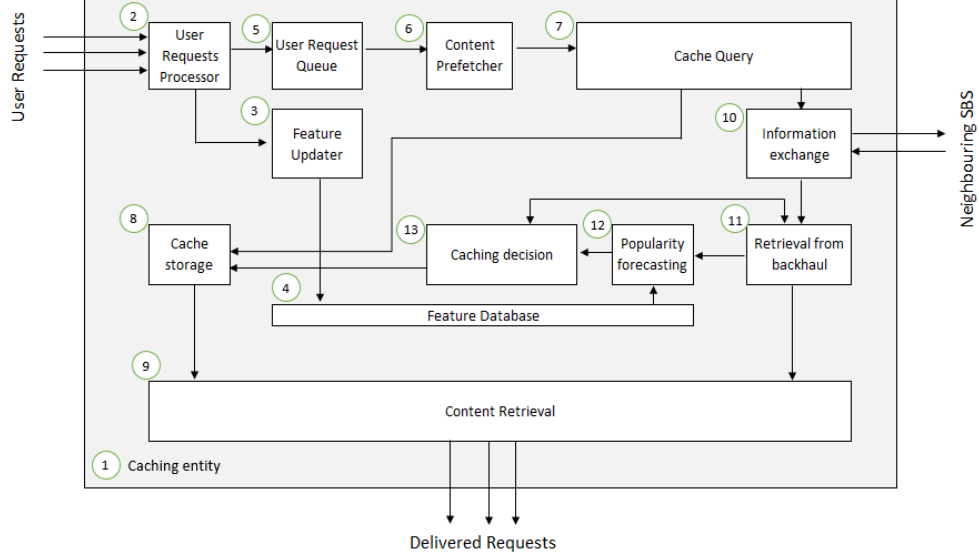 User Requests
2
User
Requests
Processor
5
User Request
Queue
6
Content
Prefetcher
7
Cache Query
3
Feature
Updater
10
Information
exchange
Neighbouring SBS
8
Cache
storage
13
Caching decision
12
Popularity
forecasting
11
Retrieval from
backhaul
4
Feature Database
9
Content Retrieval
1
Caching entity
Delivered Requests